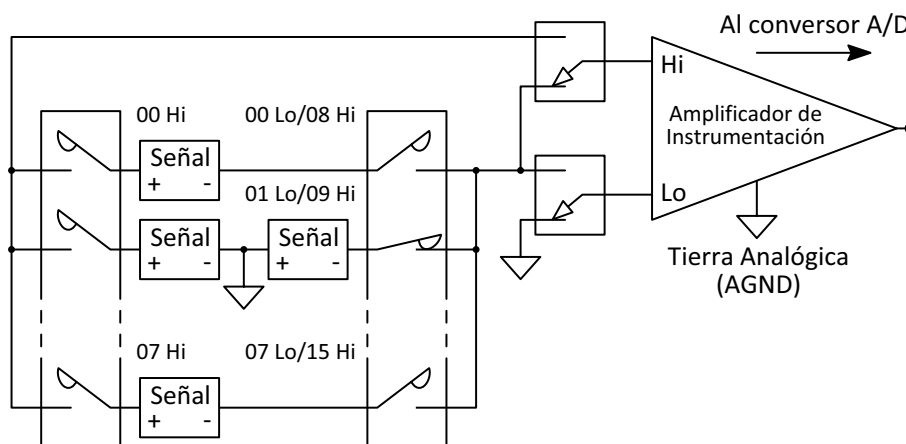 Al conversor A/D
Hi
Amplificador de
Instrumentación
Lo
Tierra Analógica
(AGND)
00 Hi
00 Lo/08 Hi
Señal
+ -
01 Lo/09 Hi
Señal
+ -
Señal
+ -
07 Hi
07 Lo/15 Hi
Señal
+ -